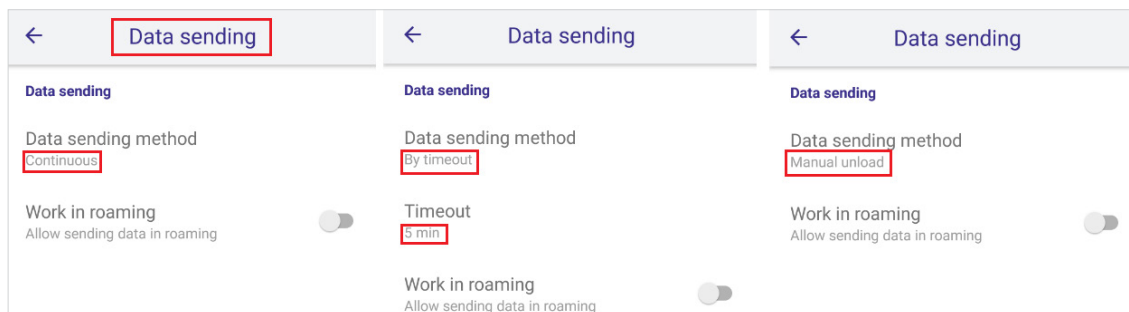 Data sending
Data sending
Data sending method
Continuous
Work in roaming
Allow sending data in roaming
Data sending
Data sending
Data sending method
By timeout
Timeout
5 min
Work in roaming
Allow sending data in roaming
Data sending
Data sending
Data sending method
Manual unload
Work in roaming
Allow sending data in roaming